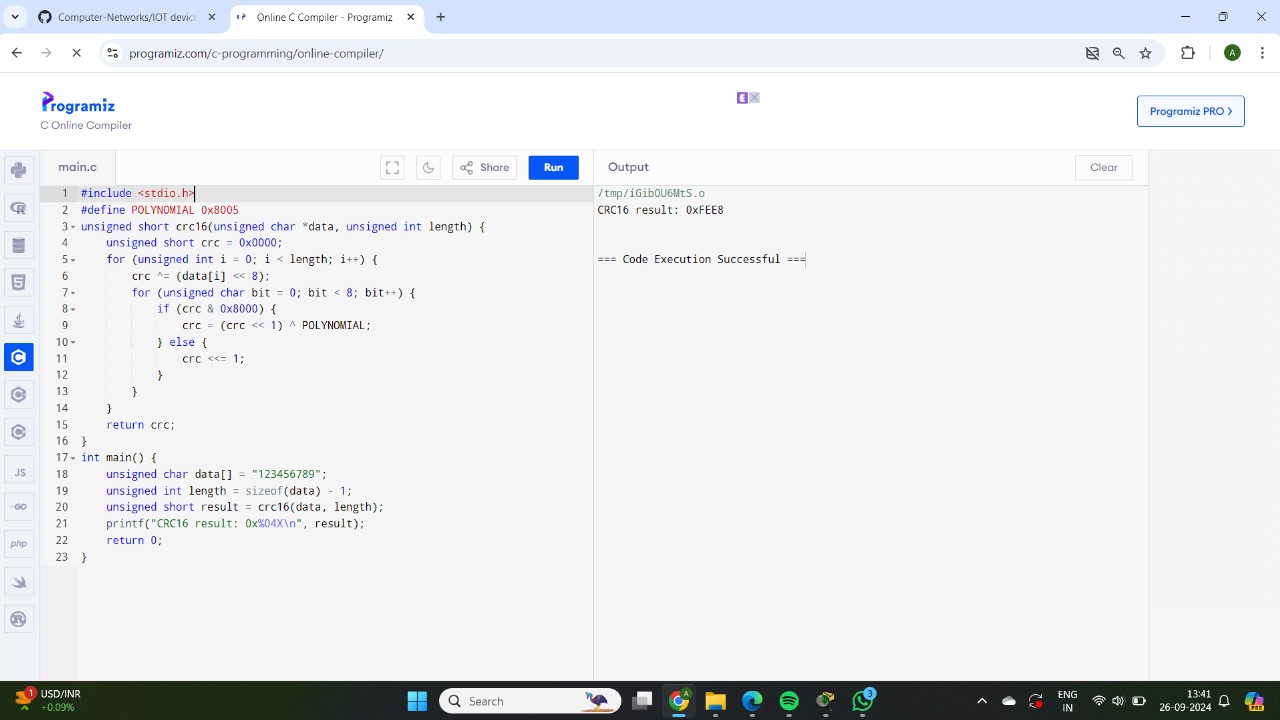 Computer-Networks/IOT device
Online C Compiler - Programiz
programiz.com/c-programming/online-compiler/
A
Programiz
C Online Compiler
Programiz PRO >
main.c
Share
Run
Output
Clear
1 #include <stdio.h>
2 #define POLYNOMIAL 0x8005
3 unsigned short crc16(unsigned char *data, unsigned int length) {
4 unsigned short crc = 0x0000;
5 for (unsigned int i = 0; i < length; i++) {
6 crc ^= (data[i] << 8);
7 for (unsigned char bit = 0; bit < 8; bit++) {
8 if (crc & 0x8000) {
9 crc = (crc << 1) ^ POLYNOMIAL;
10 } else {
11 crc <<= 1;
12 }
13 }
14 }
15 return crc;
16 }
17 int main() {
18 unsigned char data[] = "123456789";
19 unsigned int length = sizeof(data) - 1;
20 unsigned short result = crc16(data, length);
21 printf("CRC16 result: 0x%04X\n", result);
22 return 0;
23 }
/tmp/iGibOU6MtS.o
CRC16 result: 0xFEE8
=== Code Execution Successful ===
JS
GO
php
1
USD/INR
+0.09%
Search
A
3
ENG
IN
13:41
26-09-2024
PRE